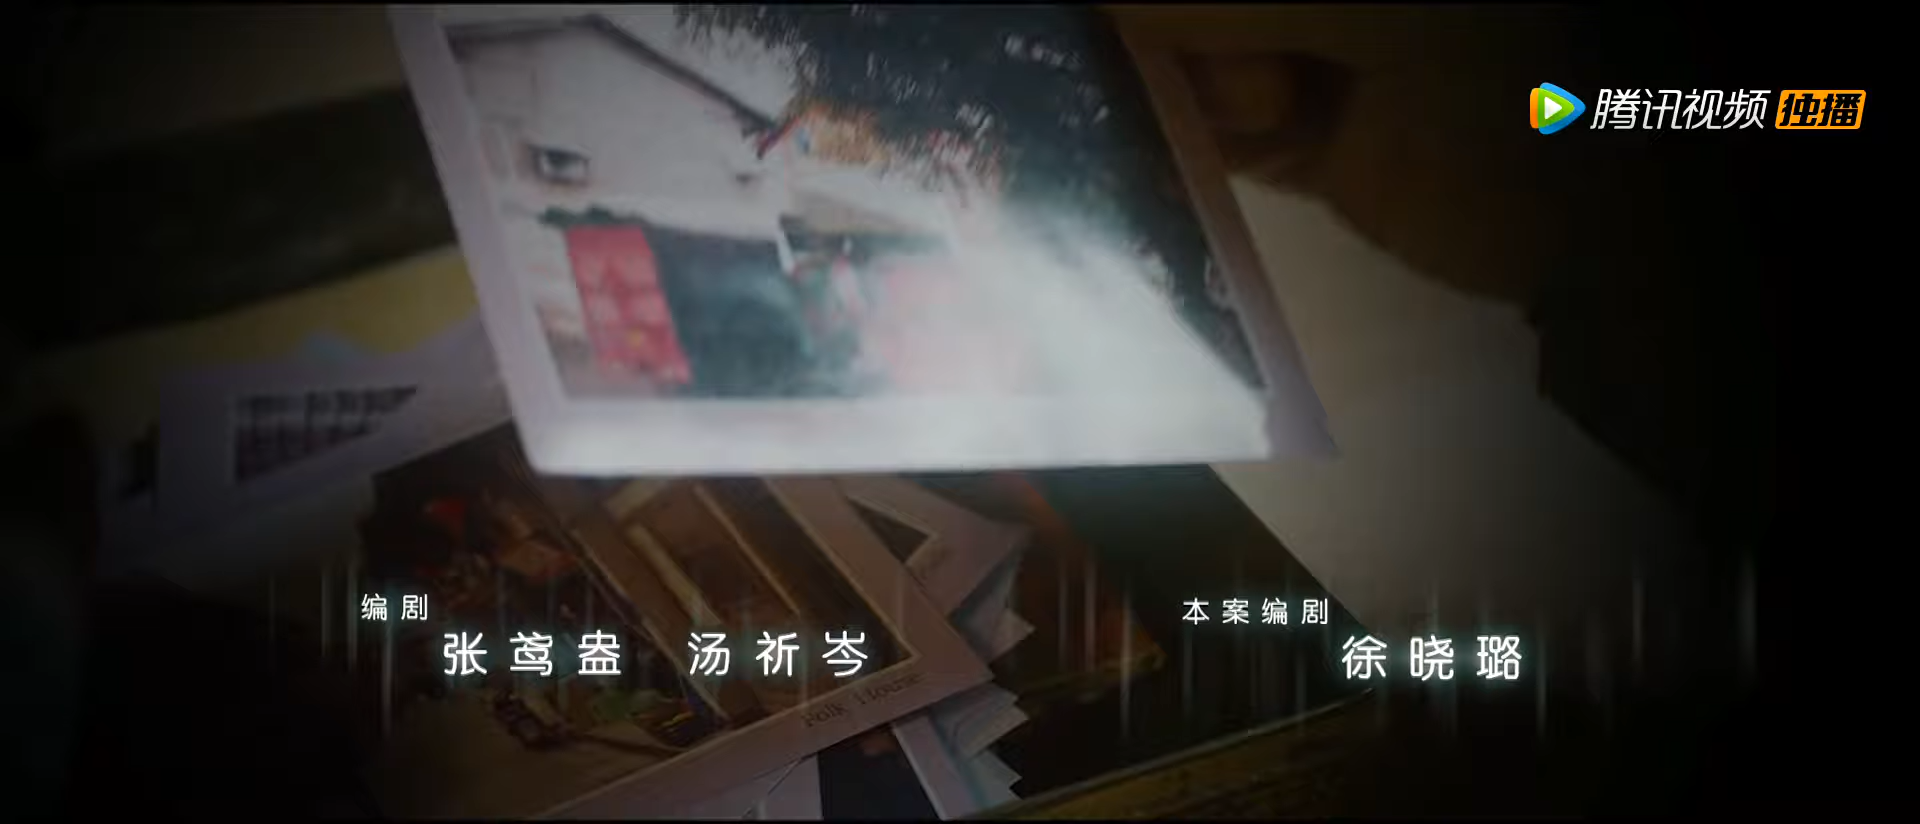 腾讯视频 独播
编剧
张鸢盎 汤祈岑
本案编剧
徐晓璐
Folk House